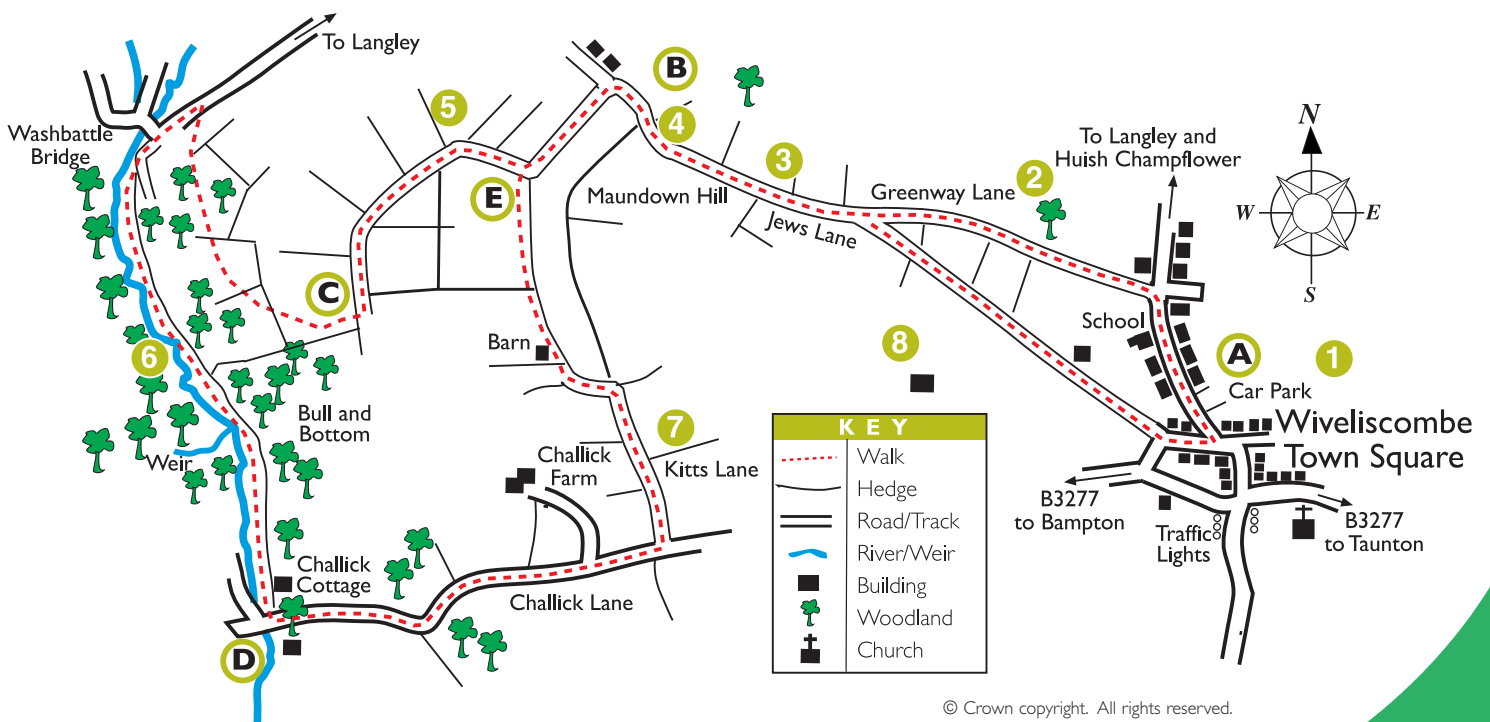 To Langley
Washbattle
Bridge
5
B
4
3
2
Greenway Lane
To Langley and
Huish Champflower
N
W
E
S
Maundown Hill
Jews Lane
E
C
School
A
1
Car Park
Wiveliscombe
Town Square
Barn
8
6
Bull and
Bottom
Weir
7
Kitts Lane
Challick
Farm
KEY
Walk
Hedge
Road/Track
River/Weir
Building
Woodland
Church
B3277
to Bampton
Traffic
Lights
B3277
to Taunton
Challick
Cottage
Challick Lane
D
© Crown copyright. All rights reserved.